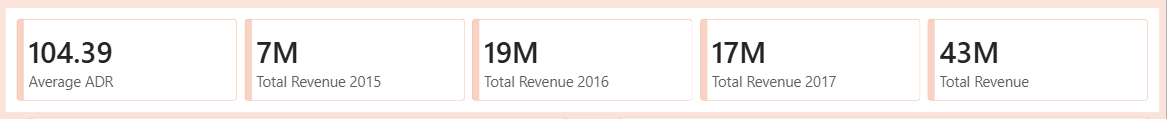 104.39
Average ADR
7M
Total Revenue 2015
19M
Total Revenue 2016
17M
Total Revenue 2017
43M
Total Revenue